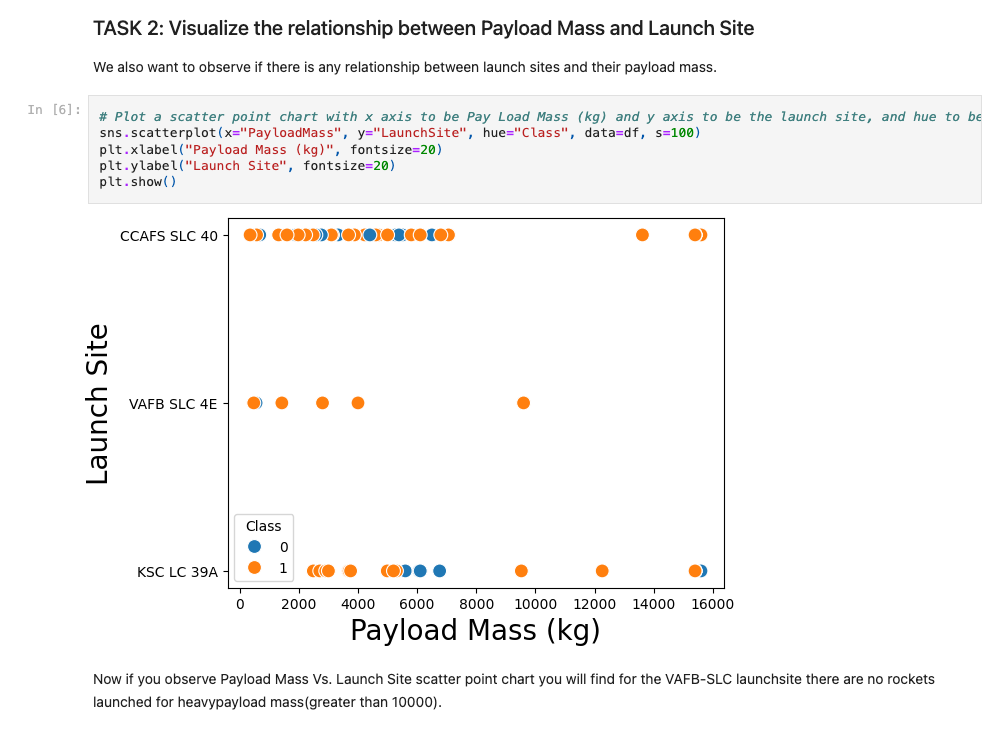 TASK 2: Visualize the relationship between Payload Mass and Launch Site
We also want to observe if there is any relationship between launch sites and their payload mass.
In [6]:
# Plot a scatter point chart with x axis to be Pay Load Mass (kg) and y axis to be the launch site, and hue to be
sns.scatterplot(x="PayloadMass", y="LaunchSite", hue="Class", data=df, s=100)
plt.xlabel("Payload Mass (kg)", fontsize=20)
plt.ylabel("Launch Site", fontsize=20)
plt.show()
Launch Site
CCAFS SLC 40
VAFB SLC 4E
KSC LC 39A
Class
0
1
0 2000 4000 6000 8000 10000 12000 14000 16000
Payload Mass (kg)
Now if you observe Payload Mass Vs. Launch Site scatter point chart you will find for the VAFB-SLC launchsite there are no rockets
launched for heavypayload mass(greater than 10000).